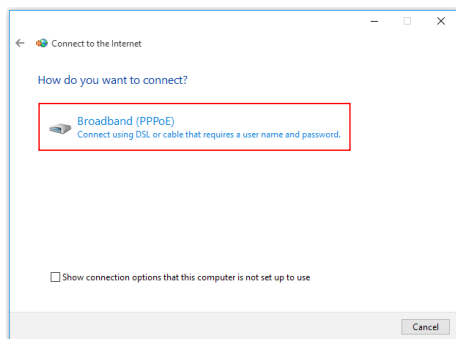 Connect to the Internet
How do you want to connect?
Broadband (PPPoE)
Connect using DSL or cable that requires a user name and password.
Show connection options that this computer is not set up to use
Cancel